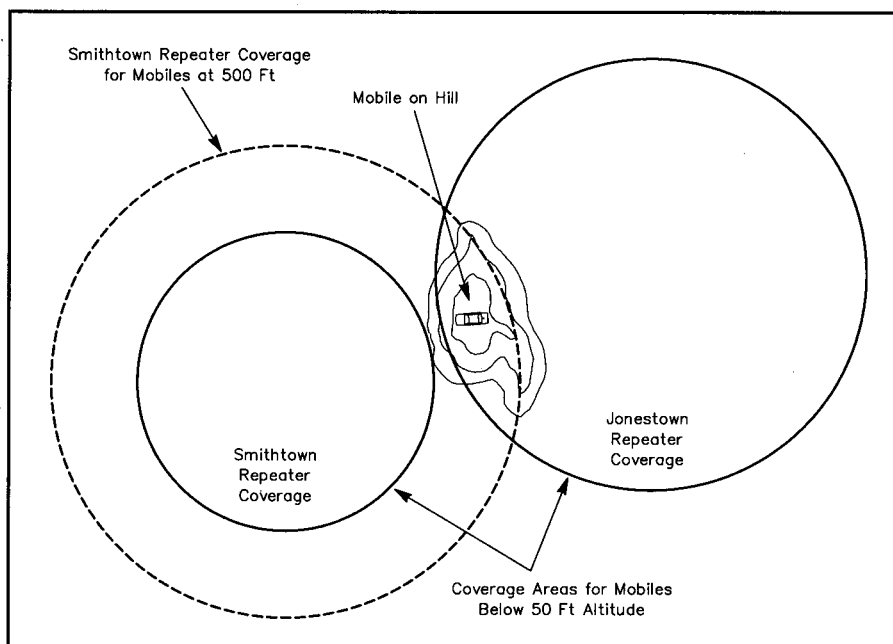 Smithtown Repeater Coverage
for Mobiles at 500 Ft
Mobile on Hill
Jonestown
Repeater
Coverage
Smithtown
Repeater
Coverage
Coverage Areas for Mobiles
Below 50 Ft Altitude